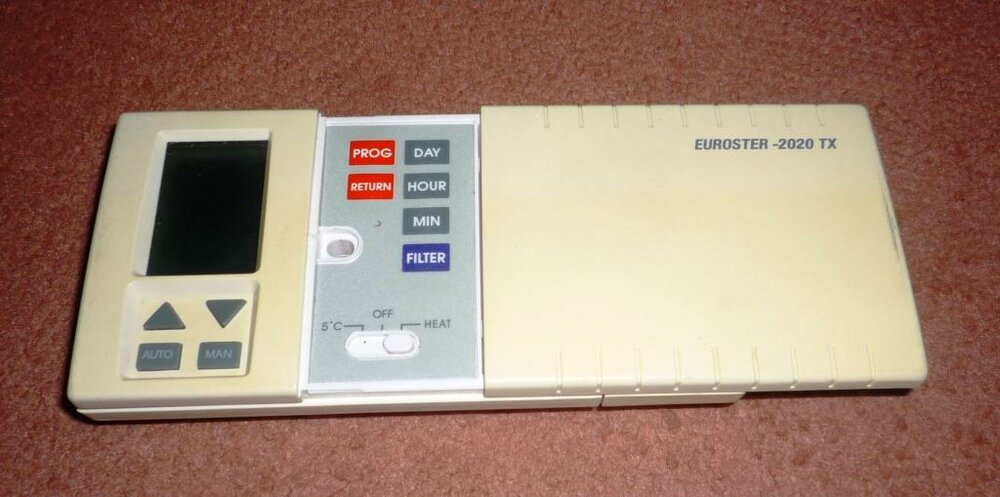 EUROSTER -2020 TX
PROG DAY
RETURN HOUR
MIN
FILTER
OFF
5°C HEAT
AUTO MAN